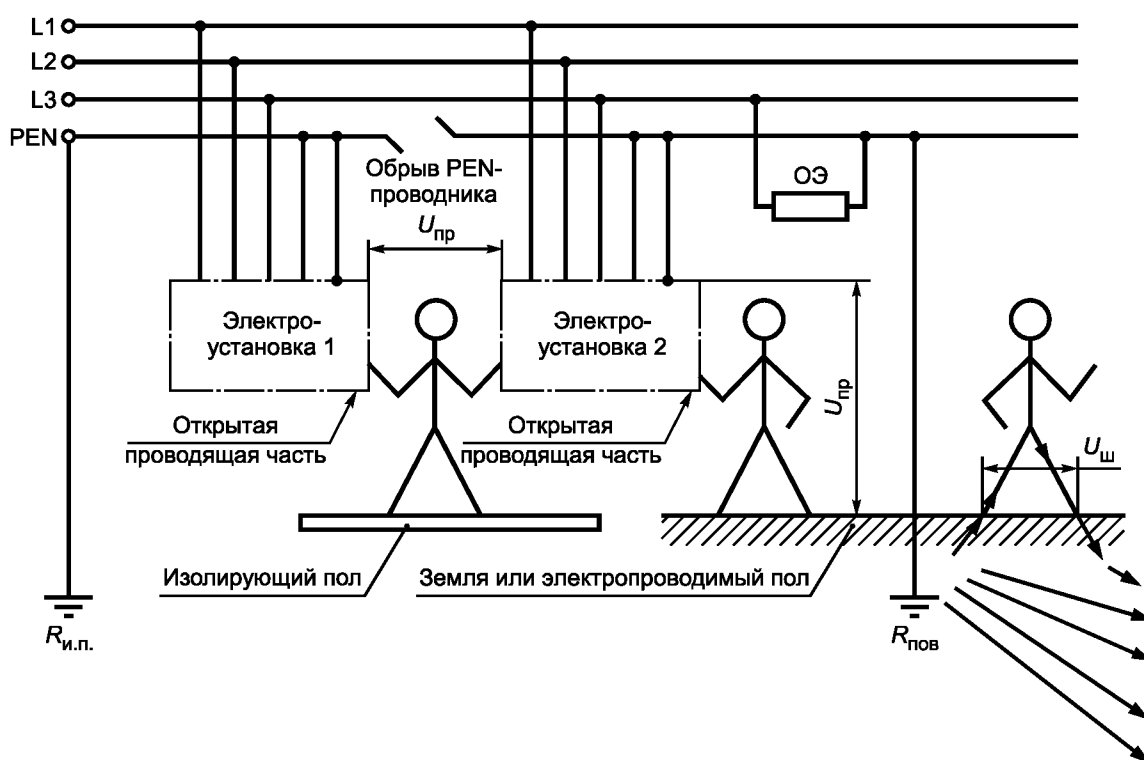 L1
L2
L3
PEN
Обрыв PEN-
проводника
ОЭ
Uпр
Электро-
установка 1
Электро-
установка 2
Uпр
Открытая
проводящая часть
Открытая
проводящая часть
Uш
Изолирующий пол
Земля или электропроводимый пол
Rи.п.
Rпов